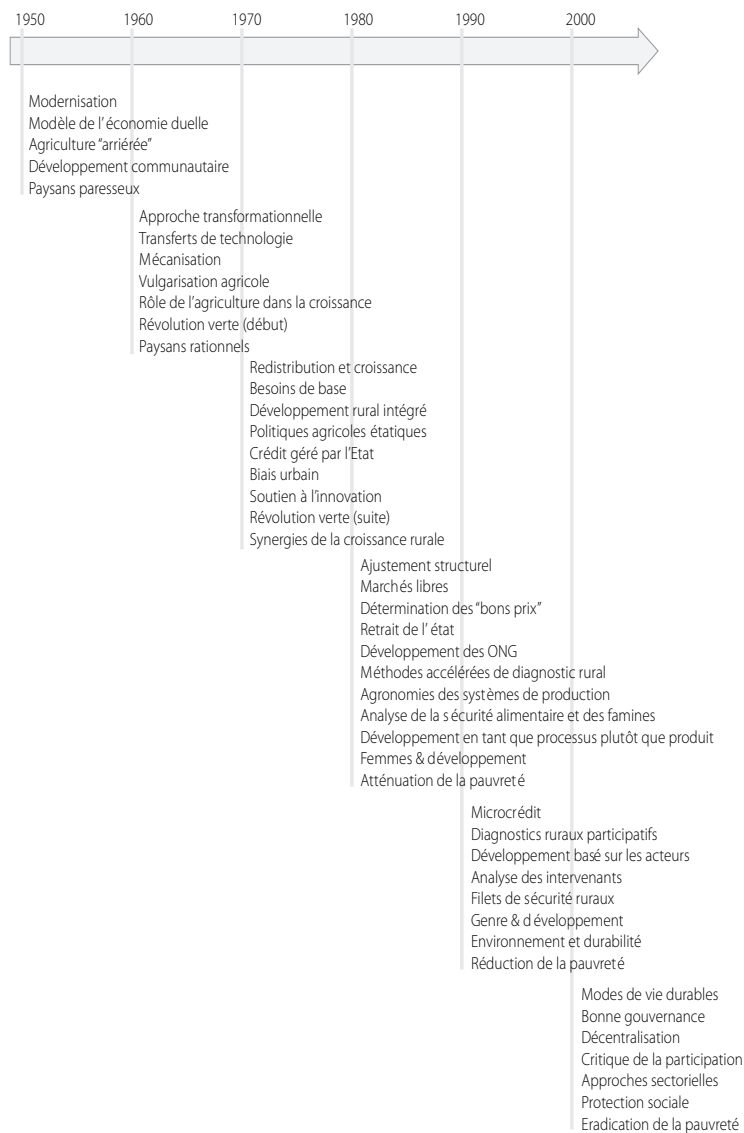 1950 1960 1970 1980 1990 2000
Modernisation
Modèle de l'économie duelle
Agriculture "arriérée"
Développement communautaire
Paysans paresseux
Approche transformationnelle
Transferts de technologie
Mécanisation
Vulgarisation agricole
Rôle de l'agriculture dans la croissance
Révolution verte (début)
Paysans rationnels
Redistribution et croissance
Besoins de base
Développement rural intégré
Politiques agricoles étatiques
Crédit géré par l'Etat
Biais urbain
Soutien à l'innovation
Révolution verte (suite)
Synergies de la croissance rurale
Ajustement structurel
Marchés libres
Détermination des "bons prix"
Retrait de l' état
Développement des ONG
Méthodes accélérées de diagnostic rural
Agronomies des systèmes de production
Analyse de la sécurité alimentaire et des famines
Développement en tant que processus plutôt que produit
Femmes & développement
Atténuation de la pauvreté
Microcrédit
Diagnostics ruraux participatifs
Développement basé sur les acteurs
Analyse des intervenants
Filets de sécurité ruraux
Genre & développement
Environnement et durabilité
Réduction de la pauvreté
Modes de vie durables
Bonne gouvernance
Décentralisation
Critique de la participation
Approches sectorielles
Protection sociale
Eradication de la pauvreté